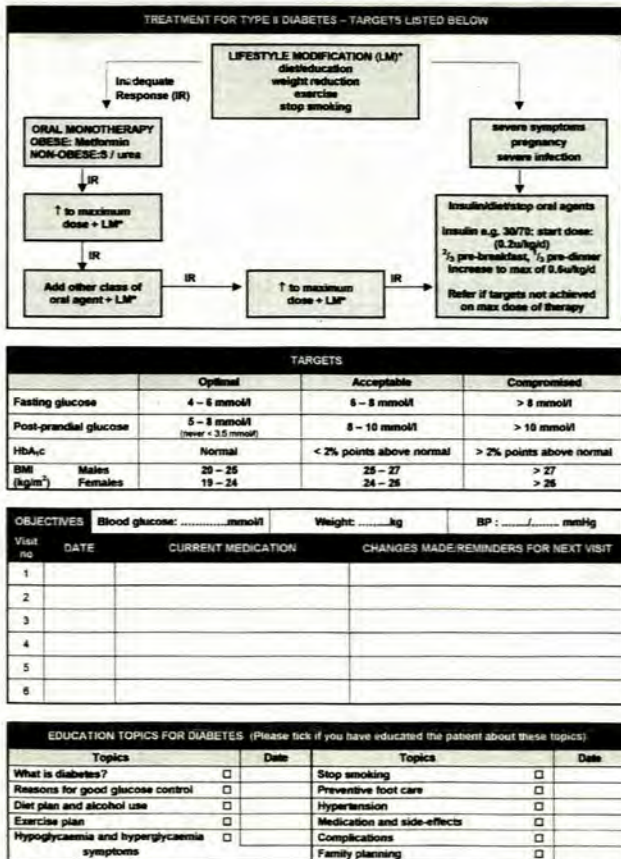 TREATMENT FOR TYPE II DIABETES – TARGETS LISTED BELOW
LIFESTYLE MODIFICATION (LM)*
diet/education
weight reduction
exercise
stop smoking
Inadequate
Response (IR)
ORAL MONOTHERAPY
OBESE: Metformin
NON-OBESE:S / urea
severe symptoms
pregnancy
severe infection
IR
↑ to maximum
dose + LM*
IR
Add other class of
oral agent + LM*
IR
↑ to maximum
dose + LM*
IR
Insulin/diet/stop oral agents
Insulin e.g. 30/70: start dose:
(0.2u/kg/d)
2/3 pre-breakfast, 1/3 pre-dinner
Increase to max of 0.6u/kg/d
Refer if targets not achieved
on max dose of therapy
TARGETS
Optimal Acceptable Compromised
Fasting glucose 4 – 6 mmol/l 6 – 8 mmol/l > 8 mmol/l
Post-prandial glucose 5 – 8 mmol/l (never < 3.5 mmol/l) 8 – 10 mmol/l > 10 mmol/l
HbA1c Normal < 2% points above normal > 2% points above normal
BMI Males 20 – 25 25 – 27 > 27
(kg/m²) Females 19 – 24 24 – 26 > 26
OBJECTIVES Blood glucose: .............mmol/l Weight: .........kg BP : ......./........ mmHg
Visit no DATE CURRENT MEDICATION CHANGES MADE/REMINDERS FOR NEXT VISIT
1
2
3
4
5
6
EDUCATION TOPICS FOR DIABETES (Please tick if you have educated the patient about these topics)
Topics Date Topics Date
What is diabetes? □ Stop smoking □
Reasons for good glucose control □ Preventive foot care □
Diet plan and alcohol use □ Hypertension □
Exercise plan □ Medication and side-effects □
Hypoglycaemia and hyperglycaemia □ Complications □
symptoms Family planning □